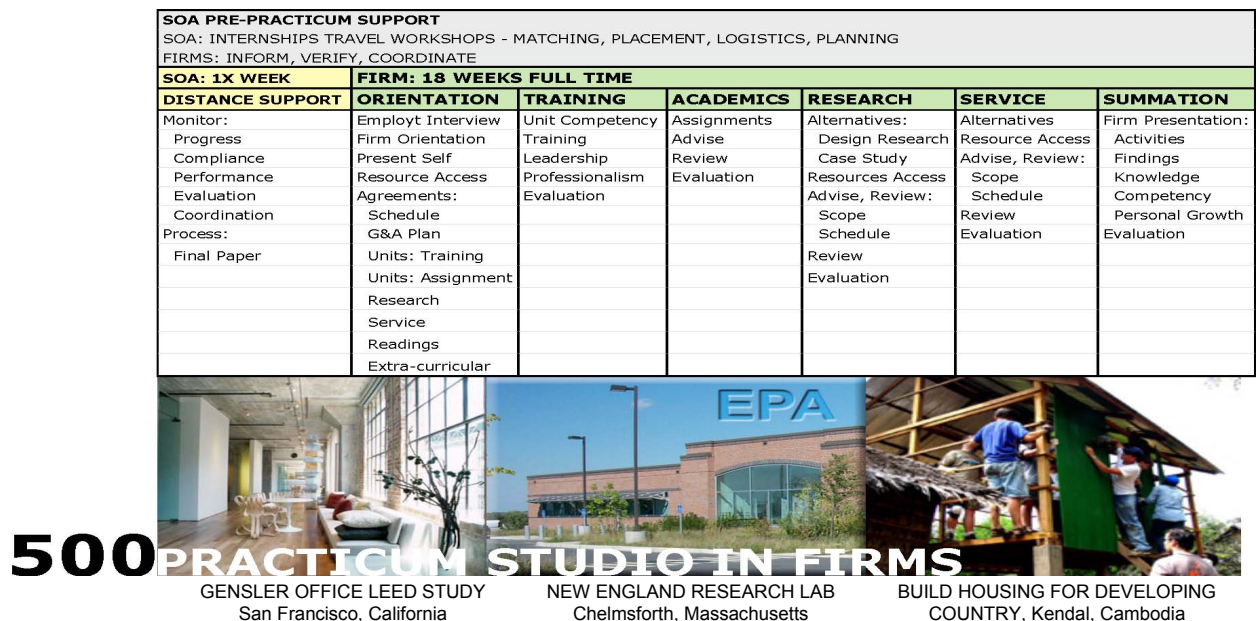 SOA PRE-PRACTICUM SUPPORT
SOA: INTERNSHIPS TRAVEL WORKSHOPS - MATCHING, PLACEMENT, LOGISTICS, PLANNING
FIRMS: INFORM, VERIFY, COORDINATE
SOA: 1X WEEK FIRM: 18 WEEKS FULL TIME
DISTANCE SUPPORT ORIENTATION TRAINING ACADEMICS RESEARCH SERVICE SUMMATION
Monitor: Employt Interview Unit Competency Assignments Alternatives: Alternatives Firm Presentation:
Progress Firm Orientation Training Advise Design Research Resource Access Activities
Compliance Present Self Leadership Review Case Study Advise, Review: Findings
Performance Resource Access Professionalism Evaluation Resources Access Scope Knowledge
Evaluation Agreements: Evaluation Advise, Review: Schedule Competency
Coordination Schedule Scope Review Personal Growth
Process: G&A Plan Schedule Evaluation Evaluation
Final Paper Units: Training Review
Units: Assignment Evaluation
Research
Service
Readings
Extra-curricular
EPA
500 PRACTICUM STUDIO IN FIRMS
GENSLER OFFICE LEED STUDY NEW ENGLAND RESEARCH LAB BUILD HOUSING FOR DEVELOPING
San Francisco, California Chelmsforth, Massachusetts COUNTRY, Kendal, Cambodia